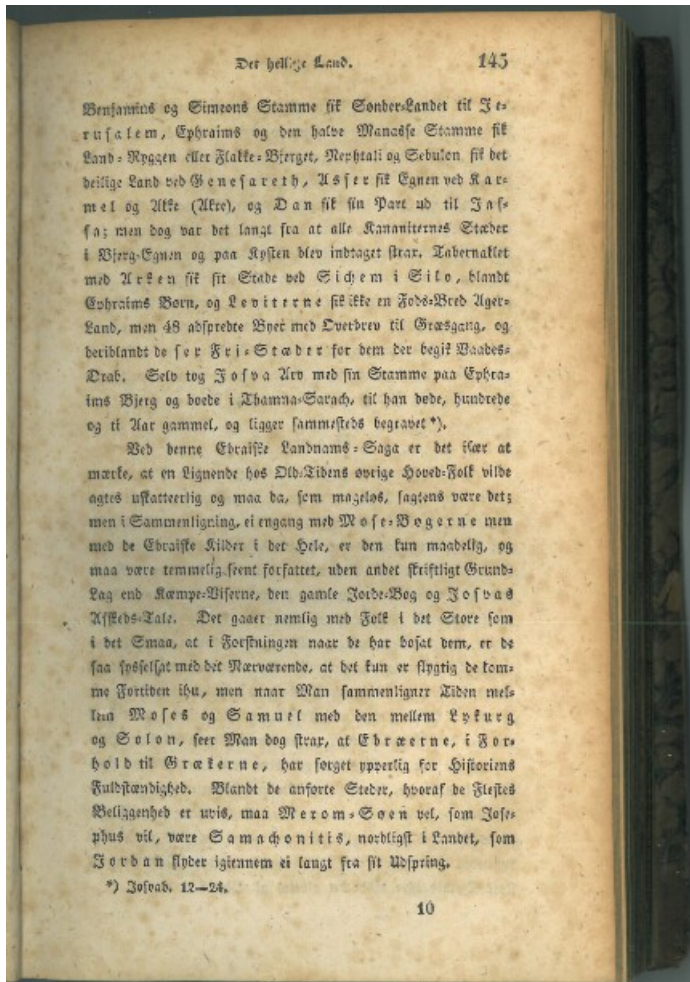 Det hellige Land. 145
Benjamins og Simeons Stamme fik Sønder-Landet til Je-
rusalem, Ephraims og den halve Manasse Stamme fik
Land-Ryggen eller Flakke-Bjerget, Nephtali og Sebulon fik det
deilige Land ved Genesareth, Asser fik Egnen ved Kar-
mel og Akke (Akre), og Dan fik sin Part ud til Jaf-
fa; men dog var det langt fra at alle Kananiternes Stæder
i Bjerg-Egnen og paa Kysten blev indtaget strax. Tabernaklet
med Arken fik sit Stade ved Sichem i Silo, blandt
Ephraims Børn, og Leviterne fik ikke en Fods-Bred Ager-
Land, men 48 adspredte Byer med Overdrev til Græsgang, og
deriblandt de ser Fri-Stæder for dem der begik Vaades-
Drab. Selv tog Josva Arv med sin Stamme paa Ephra-
ims Bjerg og boede i Thamna-Sarach, til han døde, hundrede
og ti Aar gammel, og ligger sammesteds begravet *).
Ved denne Ebraiske Landnams-Saga er det især at
mærke, at en Lignende hos Old-Tidens øvrige Hoved-Folk vilde
agtes uskatteerlig og maa da, som mageløs, sagtens være det;
men i Sammenligning, ei engang med Mose-Bøgerne men
med de Ebraiske Kilder i det Hele, er den kun maadelig, og
maa være temmelig seent forfattet, uden andet skriftligt Grund-
Lag end Kæmpe-Viserne, den gamle Jorde-Bog og Josvas
Afskeds-Tale. Det gaaer nemlig med Folk i det Store som
i det Smaa, at i Forstningen naar de har bosat dem, er de
saa sysselsat med det Nærværende, at det kun er flygtig de kom-
me Fortiden ihu, men naar Man sammenligner Tiden mel-
lem Moses og Samuel med den mellem Lykurg
og Solon, seer Man dog strax, at Ebræerne, i For-
hold til Grækerne, har sørget ypperlig for Historiens
Fuldstændighed. Blandt de anførte Steder, hvoraf de Flestes
Beliggenhed er uvis, maa Merom-Søen vel, som Jose-
phus vil, være Samachonitis, nordligst i Landet, som
Jordan flyder igiennem ei langt fra sit Udspring.
*) Josvab. 12—24.
10